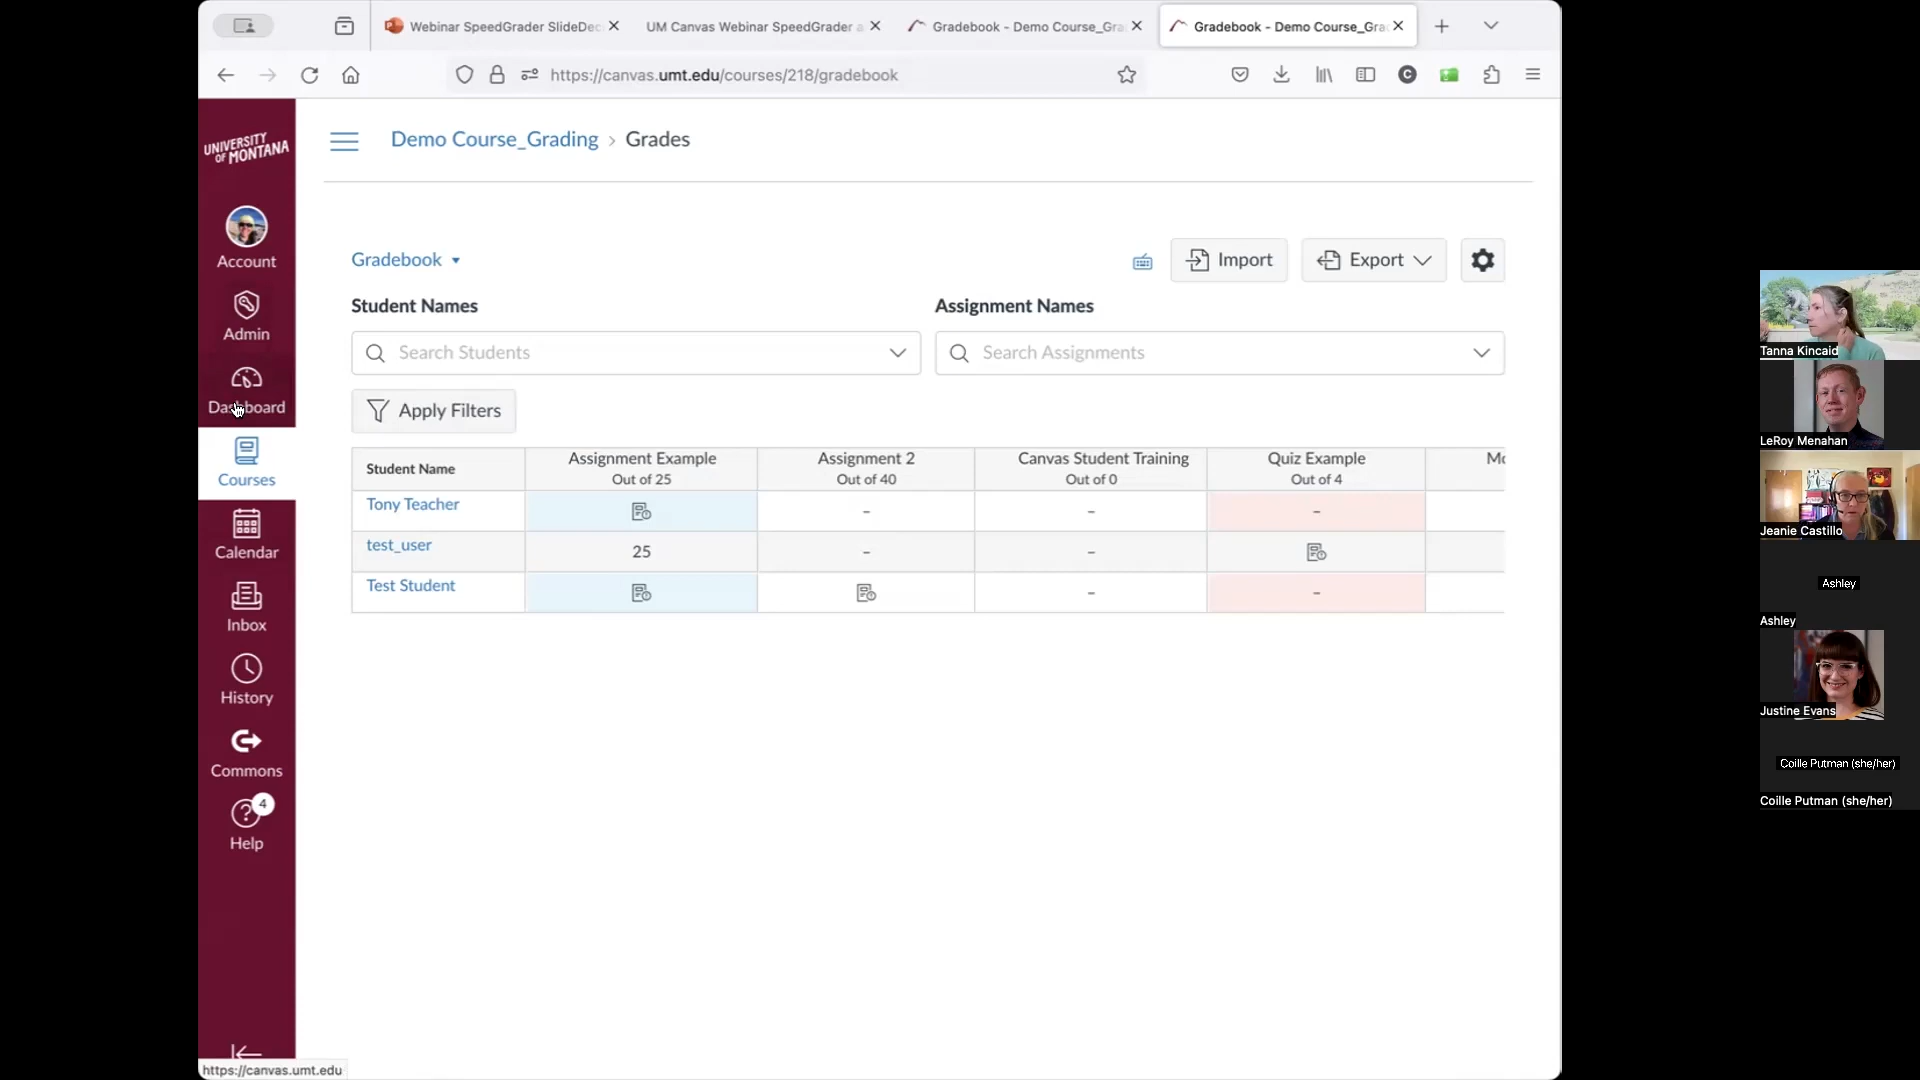 Webinar SpeedGrader SlideDec
UM Canvas Webinar SpeedGrader a
Gradebook - Demo Course_Gra
Gradebook - Demo Course_Gra
https://canvas.umt.edu/courses/218/gradebook
C
UNIVERSITY
OF MONTANA
Account
Admin
Dashboard
Courses
Calendar
Inbox
History
Commons
4
Help
https://canvas.umt.edu
Demo Course_Grading › Grades
Gradebook
Import
Export
Student Names
Assignment Names
Search Students
Search Assignments
Apply Filters
Student Name
Assignment Example
Out of 25
Assignment 2
Out of 40
Canvas Student Training
Out of 0
Quiz Example
Out of 4
Mo
Tony Teacher – – –
test_user 25 – –
Test Student – –
Tanna Kincaid
LeRoy Menahan
Jeanie Castillo
Ashley
Ashley
Justine Evans
Coille Putman (she/her)
Coille Putman (she/her)